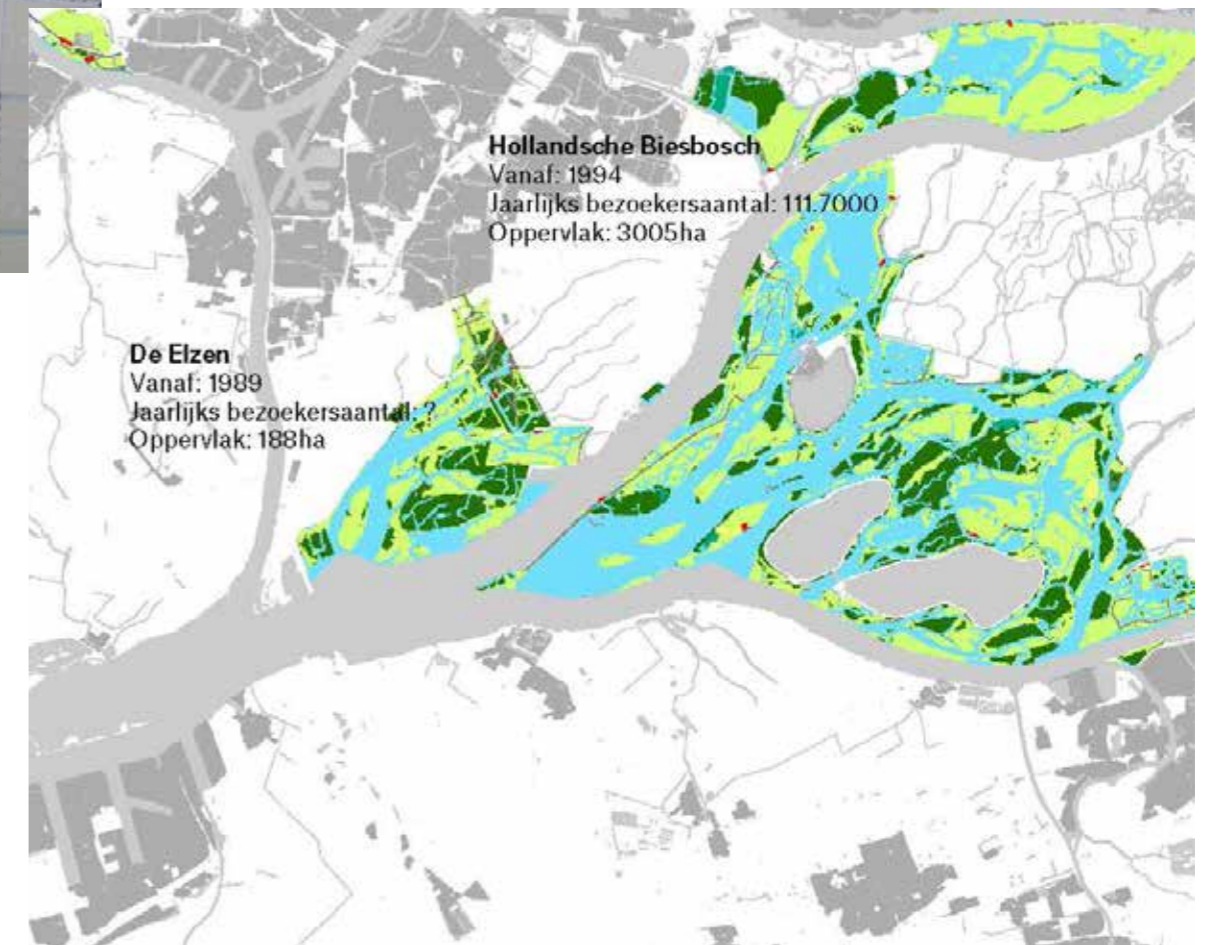 Hollandsche Biesbosch
Vanaf: 1994
Jaarlijks bezoekersaantal: 111.7000
Oppervlak: 3005ha
De Elzen
Vanaf: 1989
Jaarlijks bezoekersaantal: ?
Oppervlak: 188ha